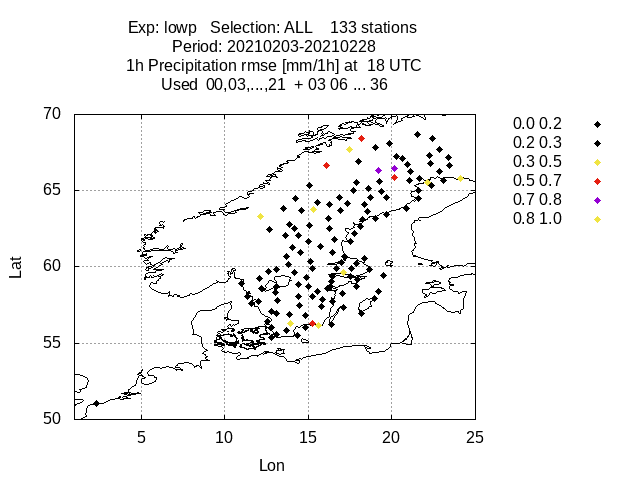 Exp: lowp   Selection: ALL    133 stations
Period: 20210203-20210228
1h Precipitation rmse [mm/1h] at  18 UTC
Used  00,03,...,21  + 03 06 ... 36
70
65
60
55
50
5 10 15 20 25
Lat
Lon
0.0 0.2
0.2 0.3
0.3 0.5
0.5 0.7
0.7 0.8
0.8 1.0